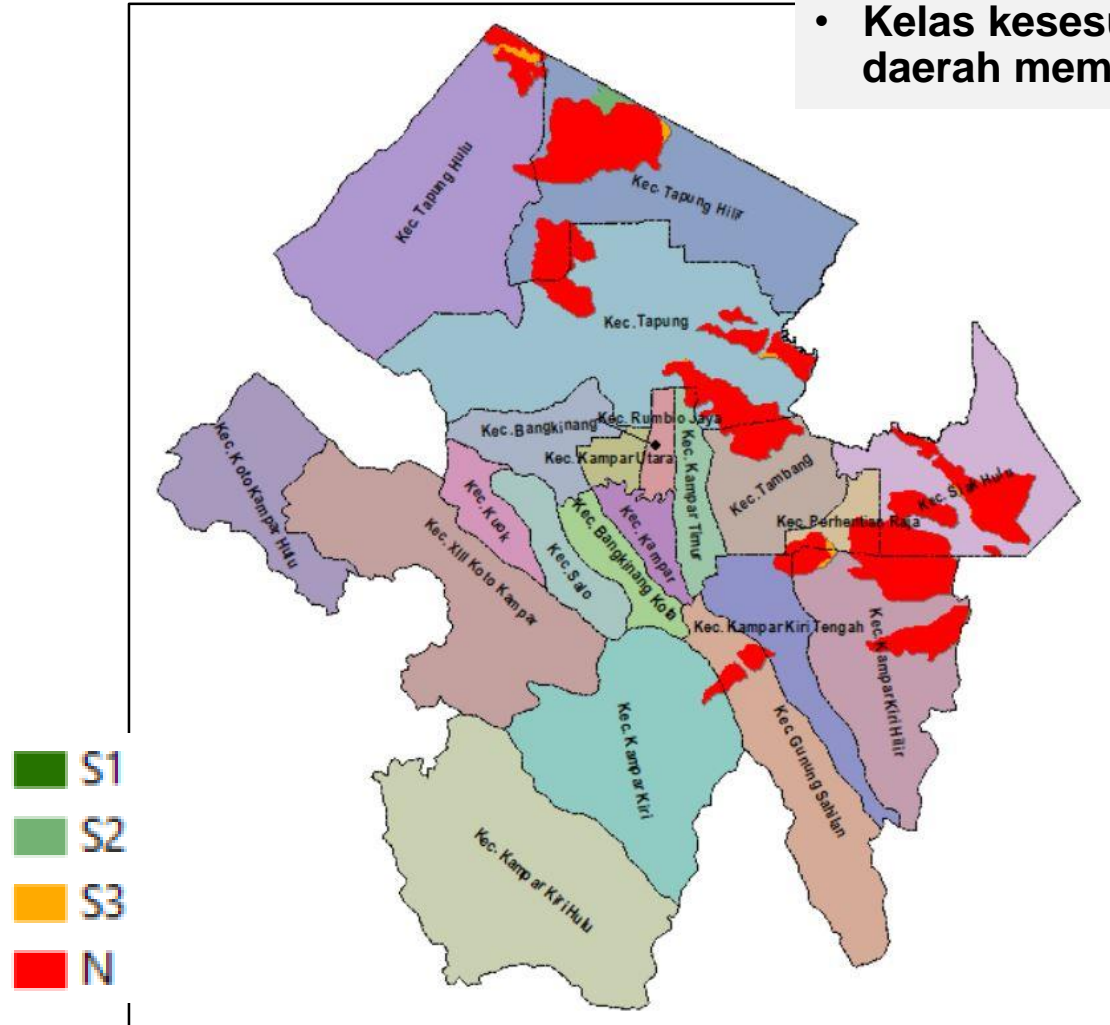 • Kelas
daerah
Kec. Tapung Hulu
Kec. Tapung Hilir
Kec. Tapung
Kec. Rumbio Jaya
Kec. Bangkinang
Kec. Kampar Utara
Kec. Kampar Timur
Kec. Tambang
Kec. Siak Hulu
Kec. Perhentian Raja
Kec. Koto Kampar Hulu
Kec. XIII Koto Kampar
Kec. Kuok
Kec. Salo
Kec. Bangkinang Kota
Kec. Kampar
Kec. Kampar Kiri Tengah
Kec. Kampar Kiri Hilir
Kec. Gunung Sahilan
Kec. Kampar Kiri
Kec. Kampar Kiri Hulu
S1
S2
S3
N